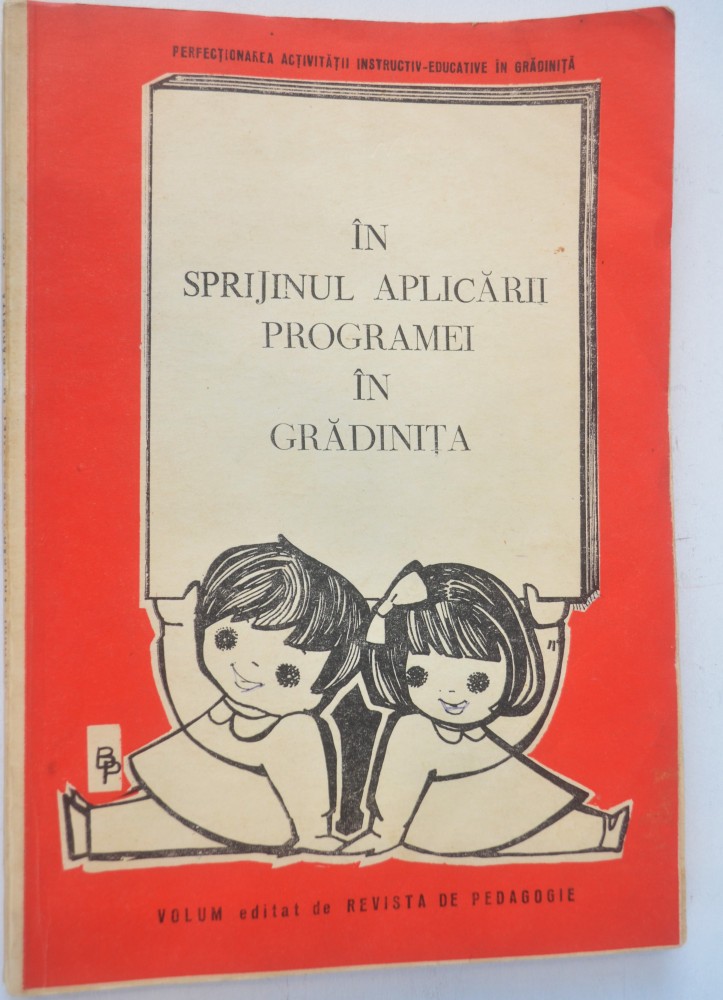 PERFECȚIONAREA ACTIVITĂȚII INSTRUCTIV-EDUCATIVE ÎN GRĂDINIȚĂ
ÎN
SPRIJINUL APLICĂRII
PROGRAMEI
ÎN
GRĂDINIȚA
BP
VOLUM editat de REVISTA DE PEDAGOGIE